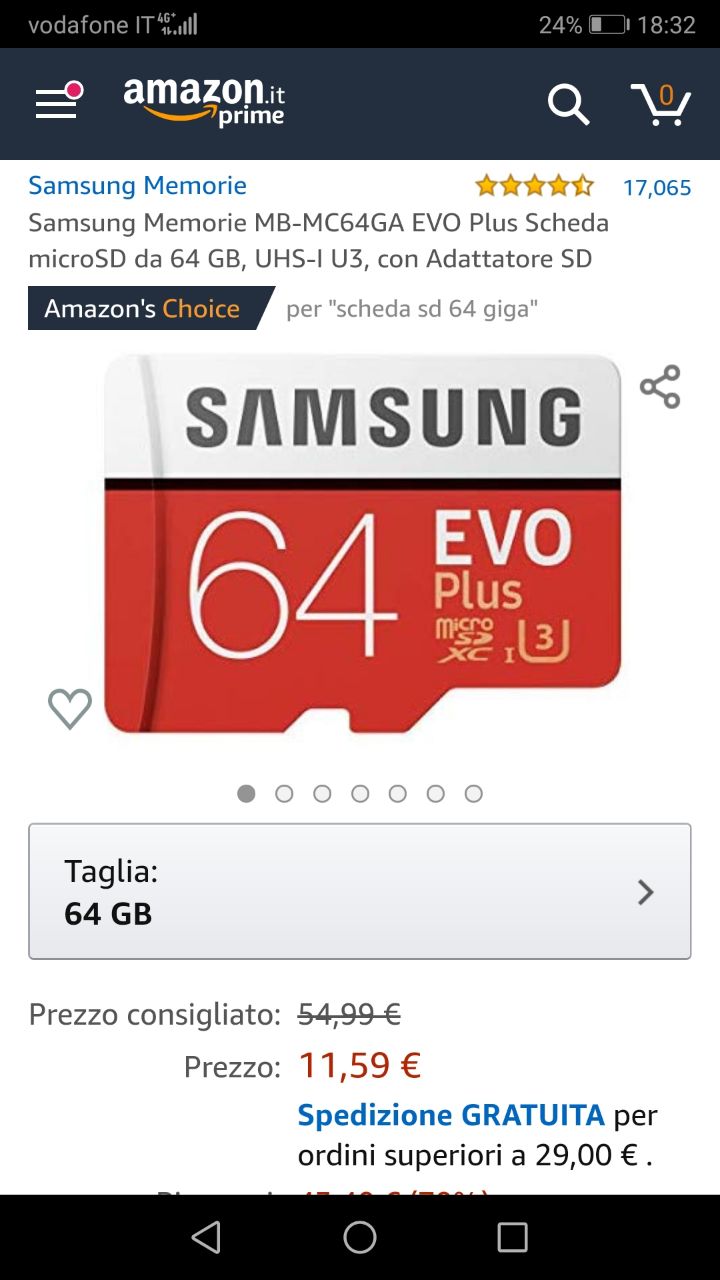 vodafone IT 4G+ 24% 18:32
amazon.it
prime
0
Samsung Memorie 17,065
Samsung Memorie MB-MC64GA EVO Plus Scheda
microSD da 64 GB, UHS-I U3, con Adattatore SD
Amazon's Choice per "scheda sd 64 giga"
SAMSUNG
64 EVO
Plus
micro
SD
XC I U3
Taglia:
64 GB
Prezzo consigliato: 54,99 €
Prezzo: 11,59 €
Spedizione GRATUITA per
ordini superiori a 29,00 € .